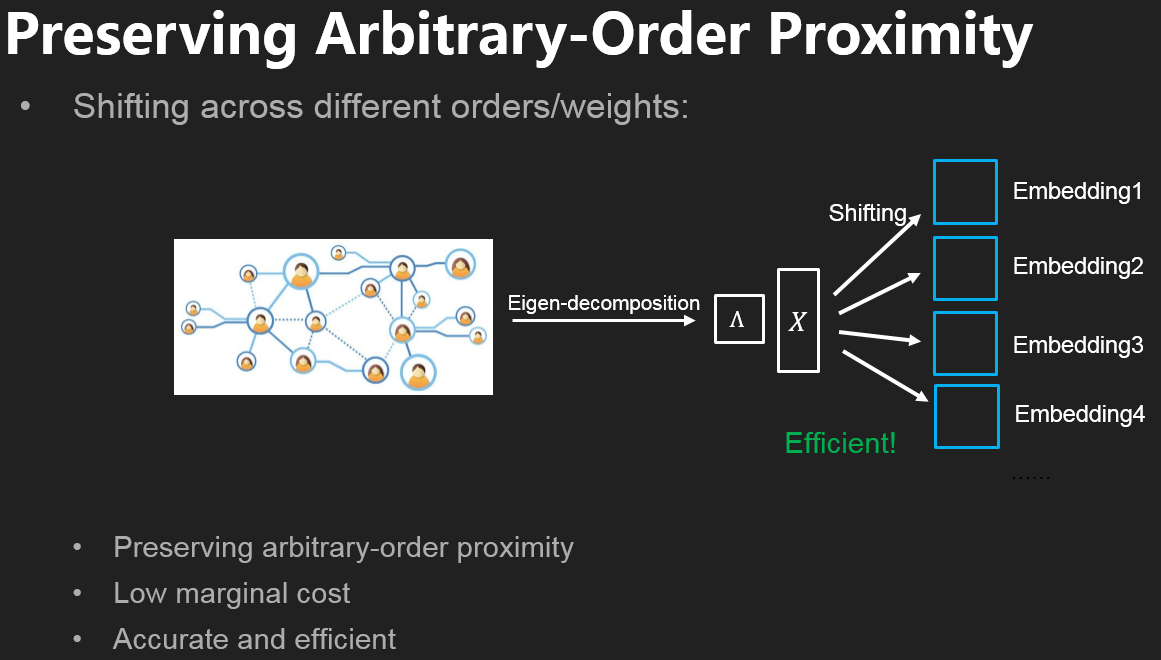 Preserving Arbitrary-Order Proximity
• Shifting across different orders/weights:
Shifting
Embedding1
Embedding2
Eigen-decomposition
Λ
X
Embedding3
Embedding4
Efficient!
......
• Preserving arbitrary-order proximity
• Low marginal cost
• Accurate and efficient